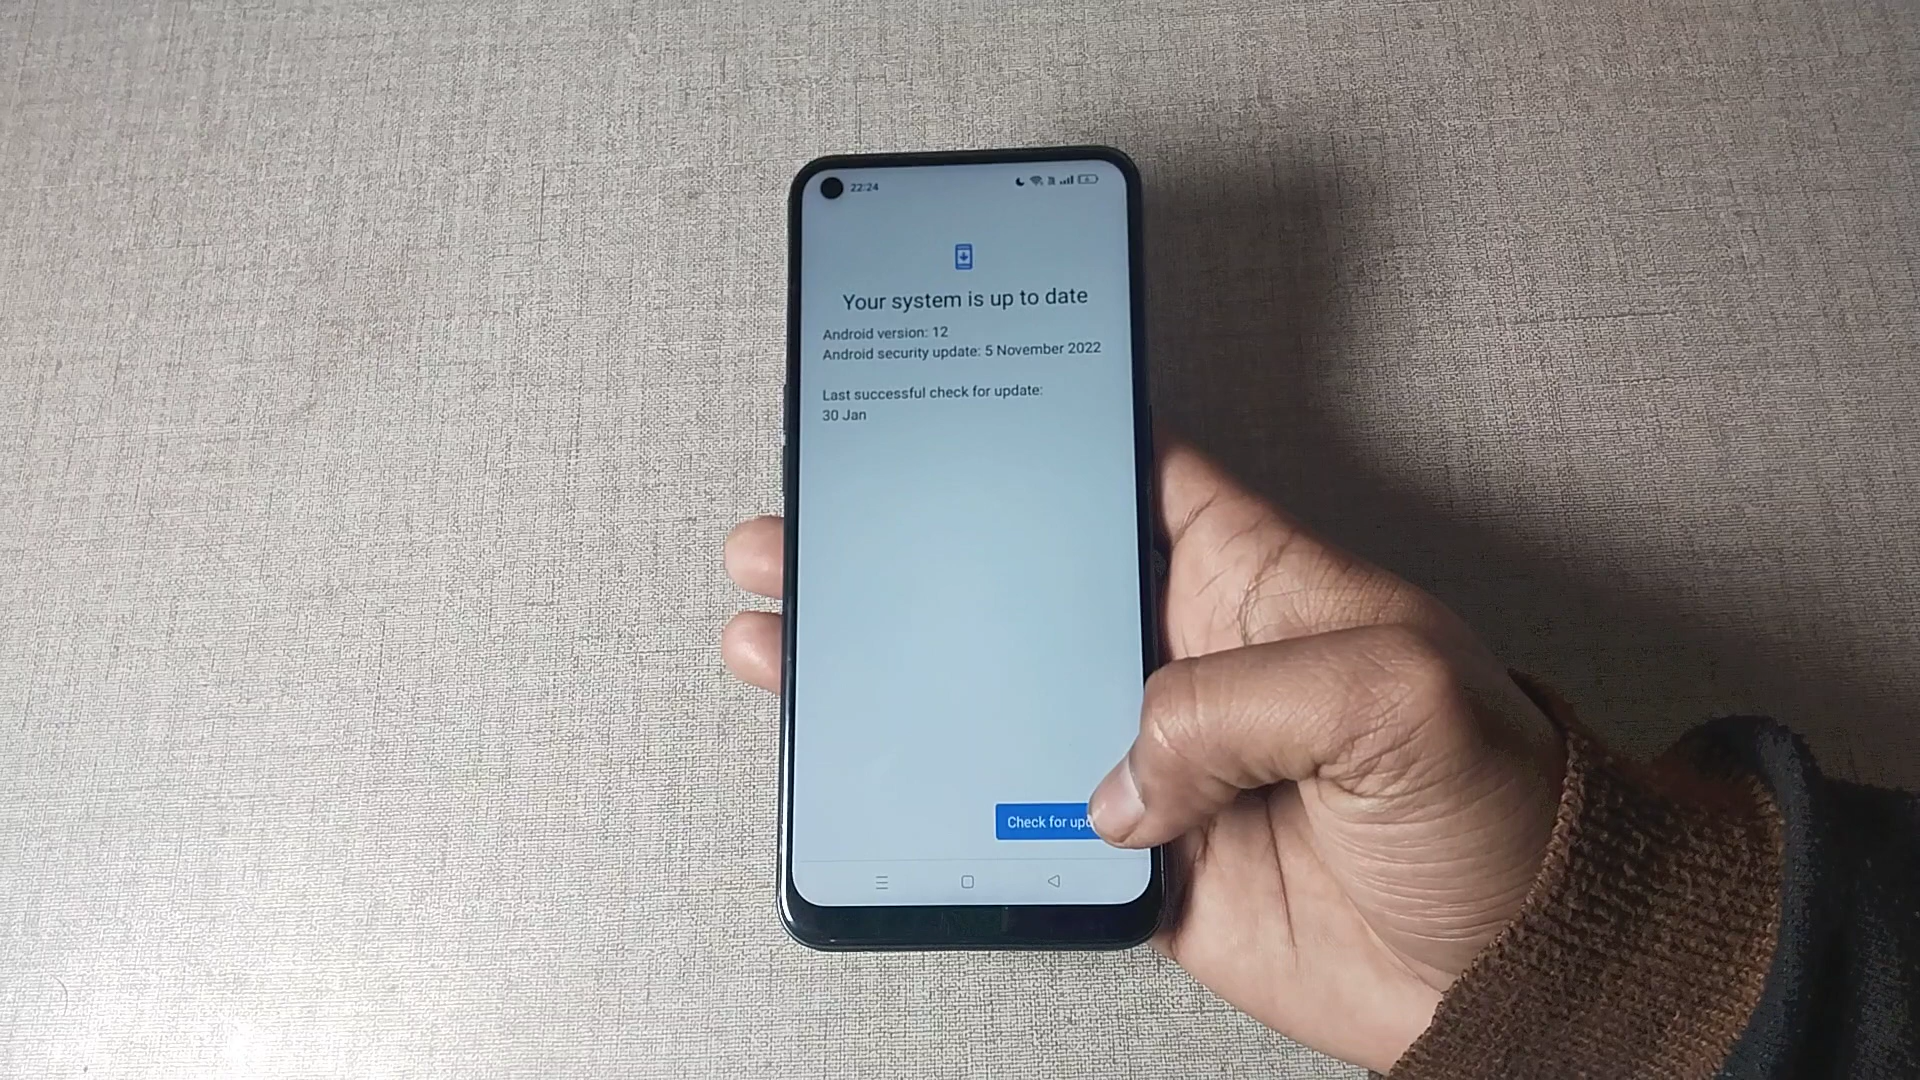 22:24
Your system is up to date
Android version: 12
Android security update: 5 November 2022
Last successful check for update:
30 Jan
Check for upd